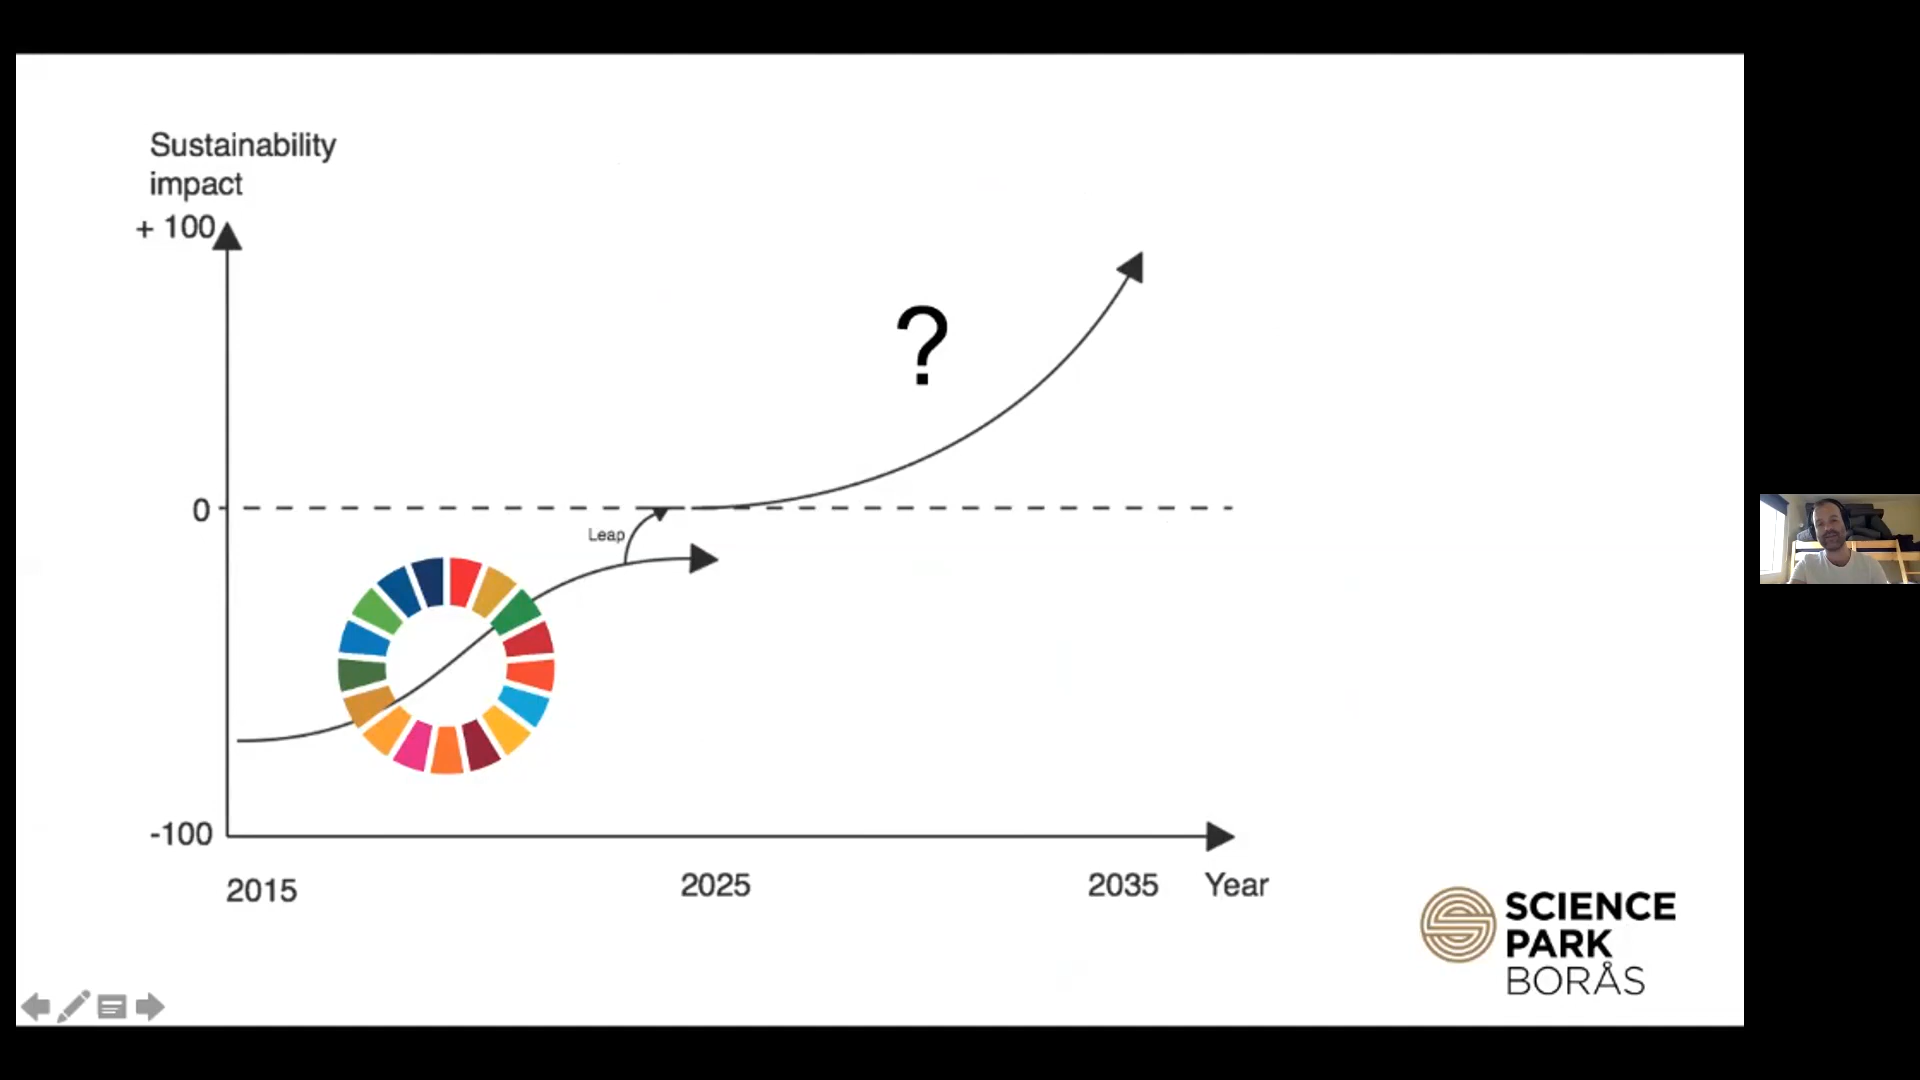 Sustainability
impact
+ 100
?
0
Leap
-100
2015
2025
2035
Year
SCIENCE
PARK
BORÅS